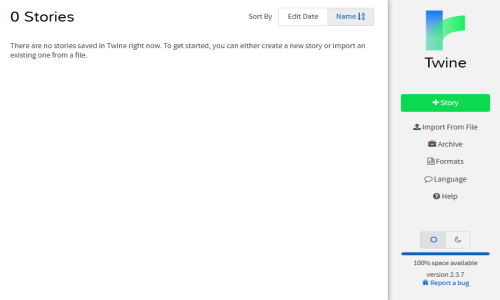 0 Stories
Sort By
Edit Date
Name
There are no stories saved in Twine right now. To get started, you can either create a new story or import an
existing one from a file.
Twine
Story
Import From File
Archive
Formats
Language
Help
100% space available
version 2.3.7
Report a bug